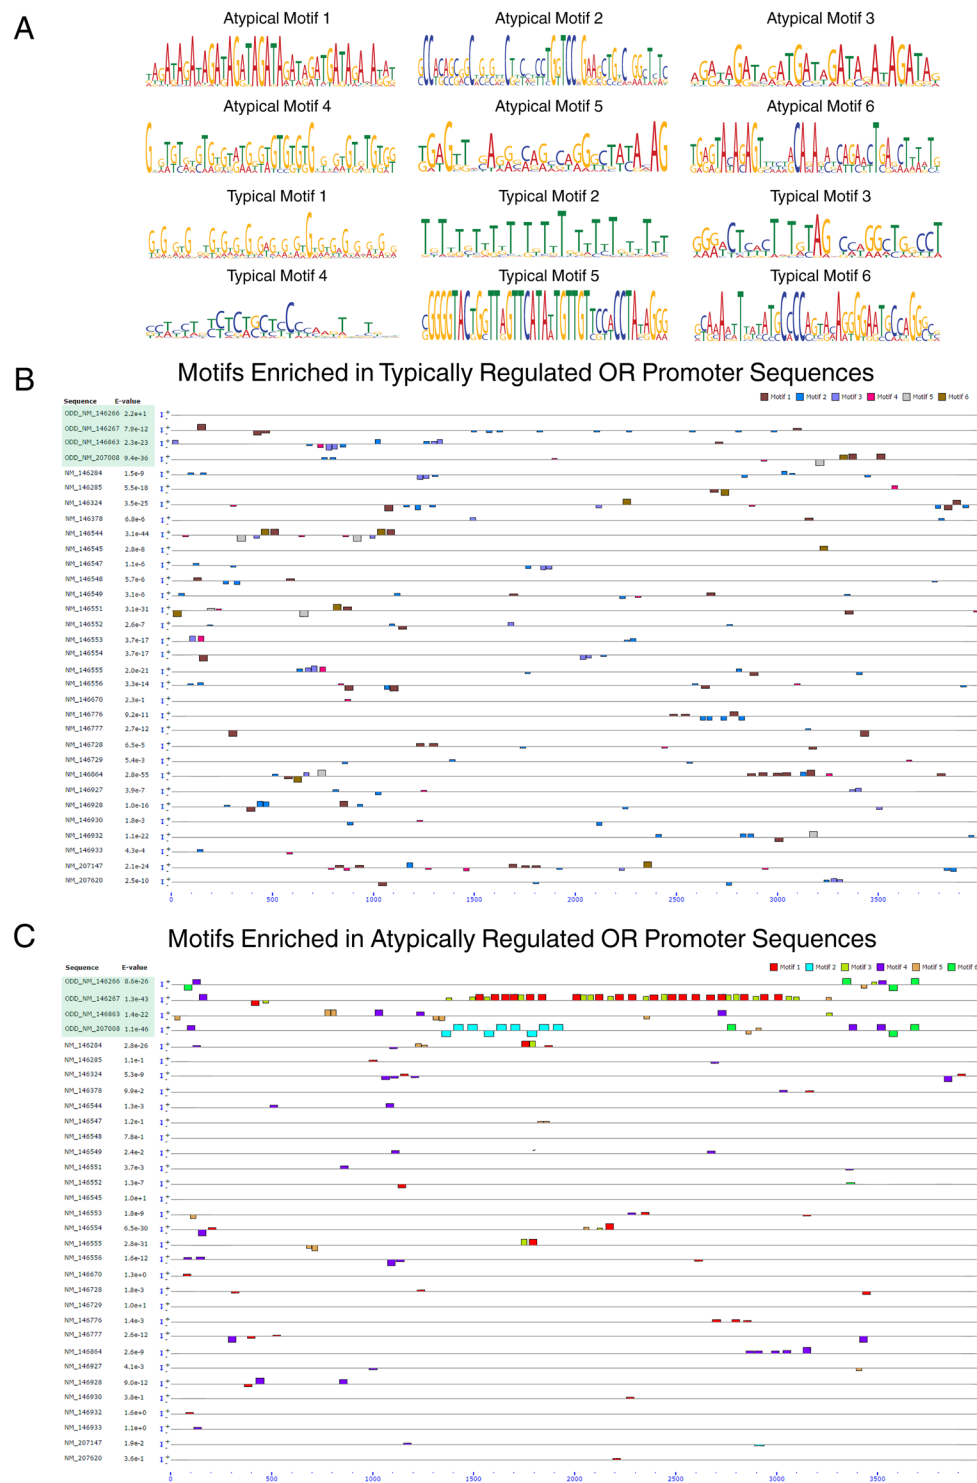 A
Atypical Motif 1
Atypical Motif 2
Atypical Motif 3
Atypical Motif 4
Atypical Motif 5
Atypical Motif 6
Typical Motif 1
Typical Motif 2
Typical Motif 3
Typical Motif 4
Typical Motif 5
Typical Motif 6
B
Motifs Enriched in Typically Regulated OR Promoter Sequences
Sequence E-value
Motif 1 Motif 2 Motif 3 Motif 4 Motif 5 Motif 6
ODD_NM_146266 2.2e+1
ODD_NM_146267 7.9e-12
ODD_NM_146863 2.3e-23
ODD_NM_207008 9.4e-36
NM_146284 1.5e-9
NM_146285 5.5e-18
NM_146324 3.5e-25
NM_146378 6.8e-6
NM_146544 3.1e-44
NM_146545 2.8e-8
NM_146547 1.1e-6
NM_146548 5.7e-6
NM_146549 3.1e-6
NM_146551 3.1e-31
NM_146552 2.6e-7
NM_146553 3.7e-17
NM_146554 3.7e-17
NM_146555 2.0e-21
NM_146556 3.3e-14
NM_146670 2.3e-1
NM_146776 9.2e-11
NM_146777 2.7e-12
NM_146728 6.5e-5
NM_146729 5.4e-3
NM_146864 2.8e-55
NM_146927 3.9e-7
NM_146928 1.0e-16
NM_146930 1.8e-3
NM_146932 1.1e-22
NM_146933 4.3e-4
NM_207147 2.1e-24
NM_207620 2.5e-10
0 500 1000 1500 2000 2500 3000 3500
C
Motifs Enriched in Atypically Regulated OR Promoter Sequences
Sequence E-value
Motif 1 Motif 2 Motif 3 Motif 4 Motif 5 Motif 6
ODD_NM_146266 8.6e-26
ODD_NM_146267 1.3e-43
ODD_NM_146863 1.4e-22
ODD_NM_207008 1.1e-46
NM_146284 2.8e-26
NM_146285 1.1e-1
NM_146324 5.3e-9
NM_146378 9.9e-2
NM_146544 1.3e-3
NM_146547 1.2e-1
NM_146548 7.8e-1
NM_146549 2.4e-2
NM_146551 3.7e-3
NM_146552 1.3e-7
NM_146545 1.0e+1
NM_146553 1.8e-9
NM_146554 6.5e-30
NM_146555 2.8e-31
NM_146556 1.6e-12
NM_146670 1.3e+0
NM_146728 1.8e-3
NM_146729 1.0e+1
NM_146776 1.4e-3
NM_146777 2.6e-12
NM_146864 2.6e-9
NM_146927 4.1e-3
NM_146928 9.0e-12
NM_146930 3.8e-1
NM_146932 1.6e+0
NM_146933 1.1e+0
NM_207147 1.9e-2
NM_207620 3.6e-1
0 500 1000 1500 2000 2500 3000 3500